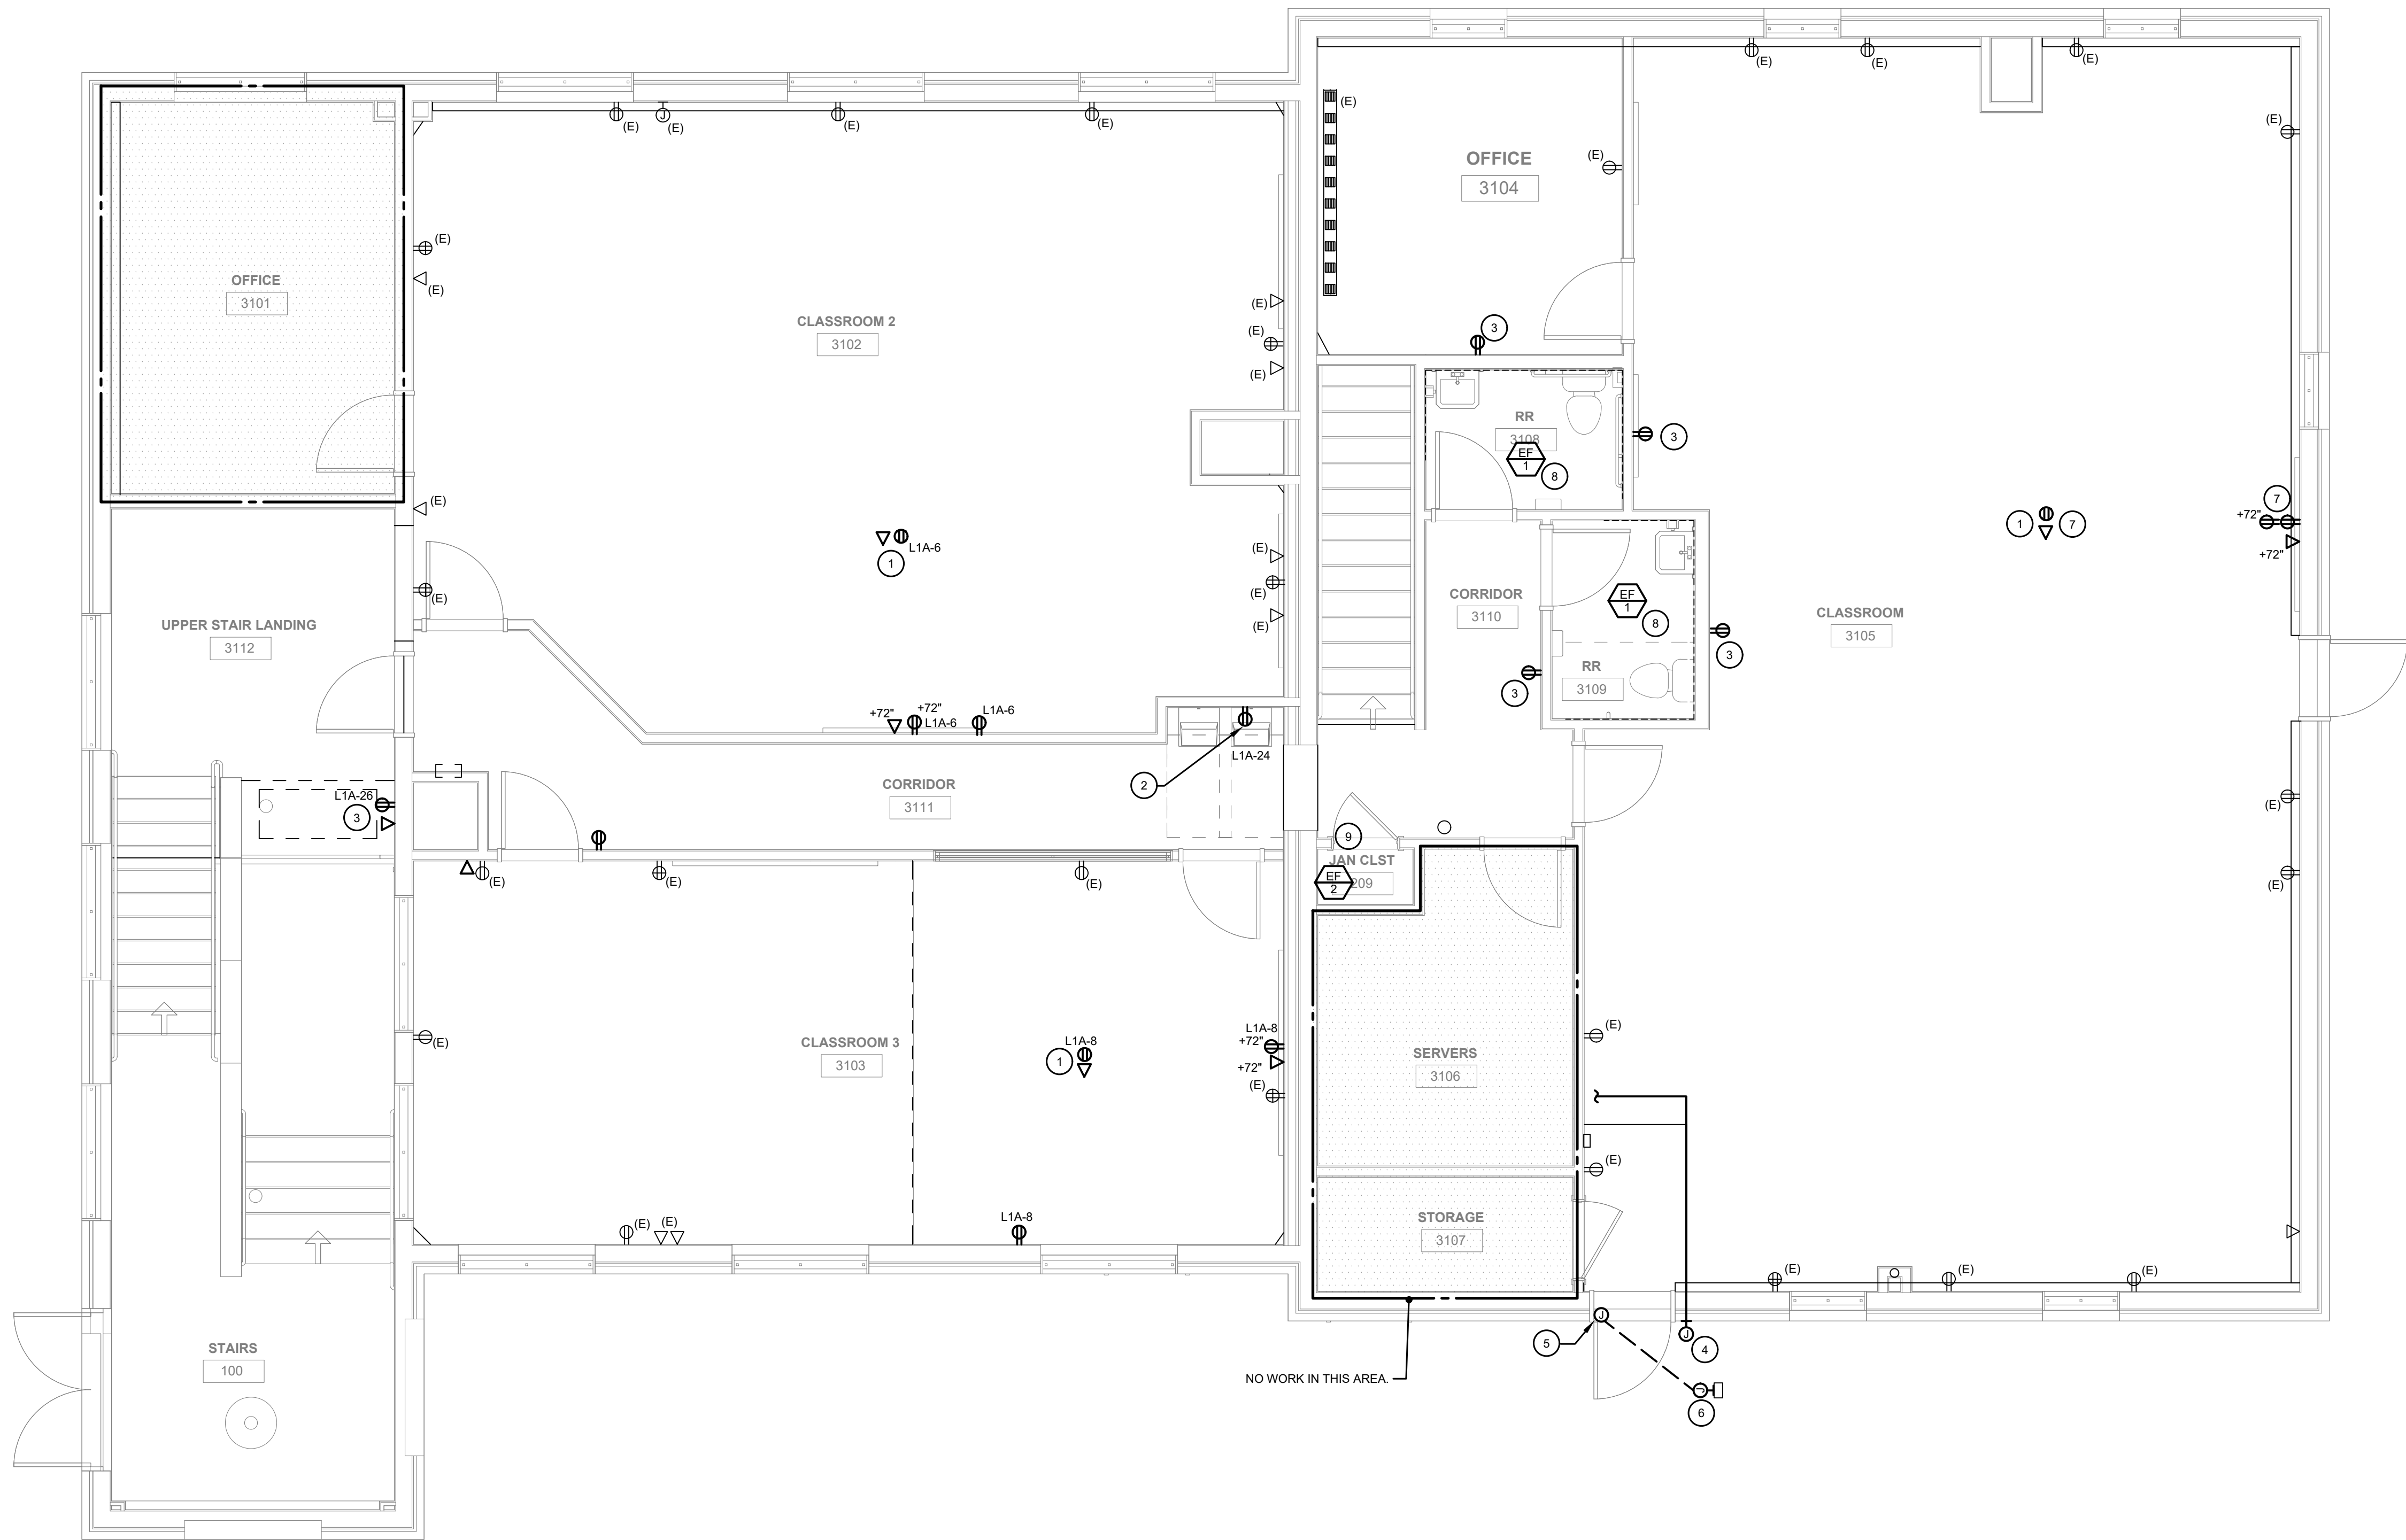 (E)
(E)
(E)
(E)
(E)
(E)
(E)
(E)
(E)
OFFICE
3104
(E)
(E)
(E)
OFFICE
3101
CLASSROOM 2
3102
(E)
(E)
(E)
3
RR
3108
EF
1
8
3
(E)
(E)
(E)
(E)
(E)
L1A-6
1
7
+72"
+72"
1
7
UPPER STAIR LANDING
3112
CORRIDOR
3110
EF
1
8
RR
3109
3
3
CLASSROOM
3105
+72"
+72"
L1A-6
L1A-6
L1A-24
2
CORRIDOR
3111
L1A-26
3
(E)
(E)
(E)
9
JAN CLST
209
EF
2
(E)
(E)
(E)
CLASSROOM 3
3103
L1A-8
1
L1A-8
+72"
+72"
(E)
SERVERS
3106
(E)
(E)
STORAGE
3107
(E)
(E)
L1A-8
(E)
(E)
(E)
J
J
J
J
5
4
6
NO WORK IN THIS AREA.
STAIRS
100